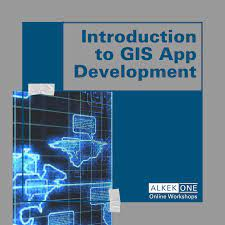 Introduction
to GIS App
Development
ALKEK ONE
Online Workshops